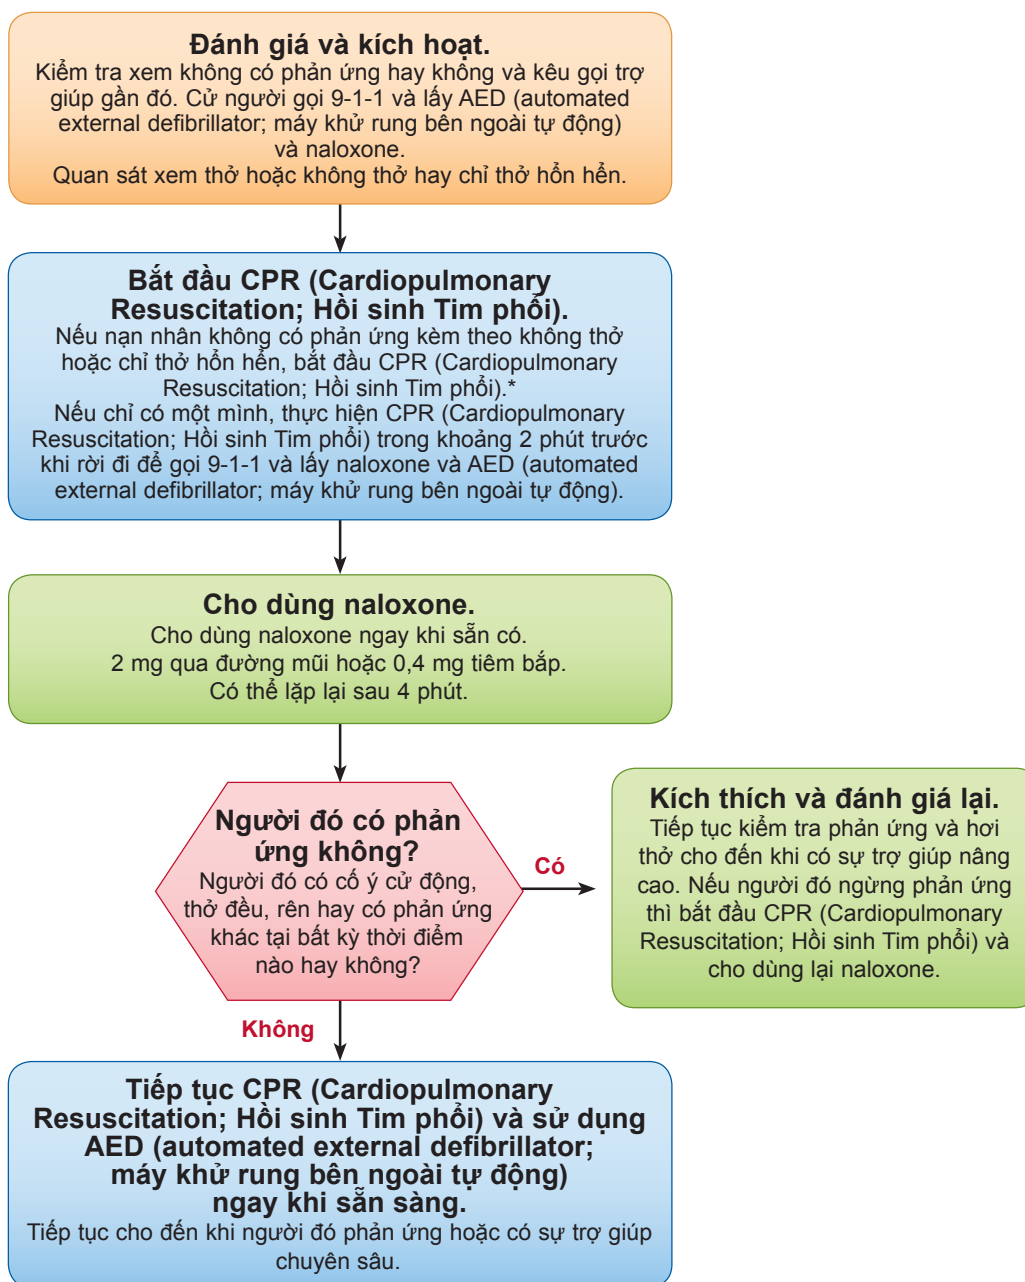 Đánh giá và kích hoạt.
Kiểm tra xem không có phản ứng hay không và kêu gọi trợ
giúp gần đó. Cử người gọi 9-1-1 và lấy AED (automated
external defibrillator; máy khử rung bên ngoài tự động)
và naloxone.
Quan sát xem thở hoặc không thở hay chỉ thở hổn hển.
Bắt đầu CPR (Cardiopulmonary
Resuscitation; Hồi sinh Tim phổi).
Nếu nạn nhân không có phản ứng kèm theo không thở
hoặc chỉ thở hổn hển, bắt đầu CPR (Cardiopulmonary
Resuscitation; Hồi sinh Tim phổi).*
Nếu chỉ có một mình, thực hiện CPR (Cardiopulmonary
Resuscitation; Hồi sinh Tim phổi) trong khoảng 2 phút trước
khi rời đi để gọi 9-1-1 và lấy naloxone và AED (automated
external defibrillator; máy khử rung bên ngoài tự động).
Cho dùng naloxone.
Cho dùng naloxone ngay khi sẵn có.
2 mg qua đường mũi hoặc 0,4 mg tiêm bắp.
Có thể lặp lại sau 4 phút.
Người đó có phản
ứng không?
Người đó có cố ý cử động,
thở đều, rên hay có phản ứng
khác tại bất kỳ thời điểm
nào hay không?
Có
Kích thích và đánh giá lại.
Tiếp tục kiểm tra phản ứng và hơi
thở cho đến khi có sự trợ giúp nâng
cao. Nếu người đó ngừng phản ứng
thì bắt đầu CPR (Cardiopulmonary
Resuscitation; Hồi sinh Tim phổi) và
cho dùng lại naloxone.
Không
Tiếp tục CPR (Cardiopulmonary
Resuscitation; Hồi sinh Tim phổi) và sử dụng
AED (automated external defibrillator;
máy khử rung bên ngoài tự động)
ngay khi sẵn sàng.
Tiếp tục cho đến khi người đó phản ứng hoặc có sự trợ giúp
chuyên sâu.